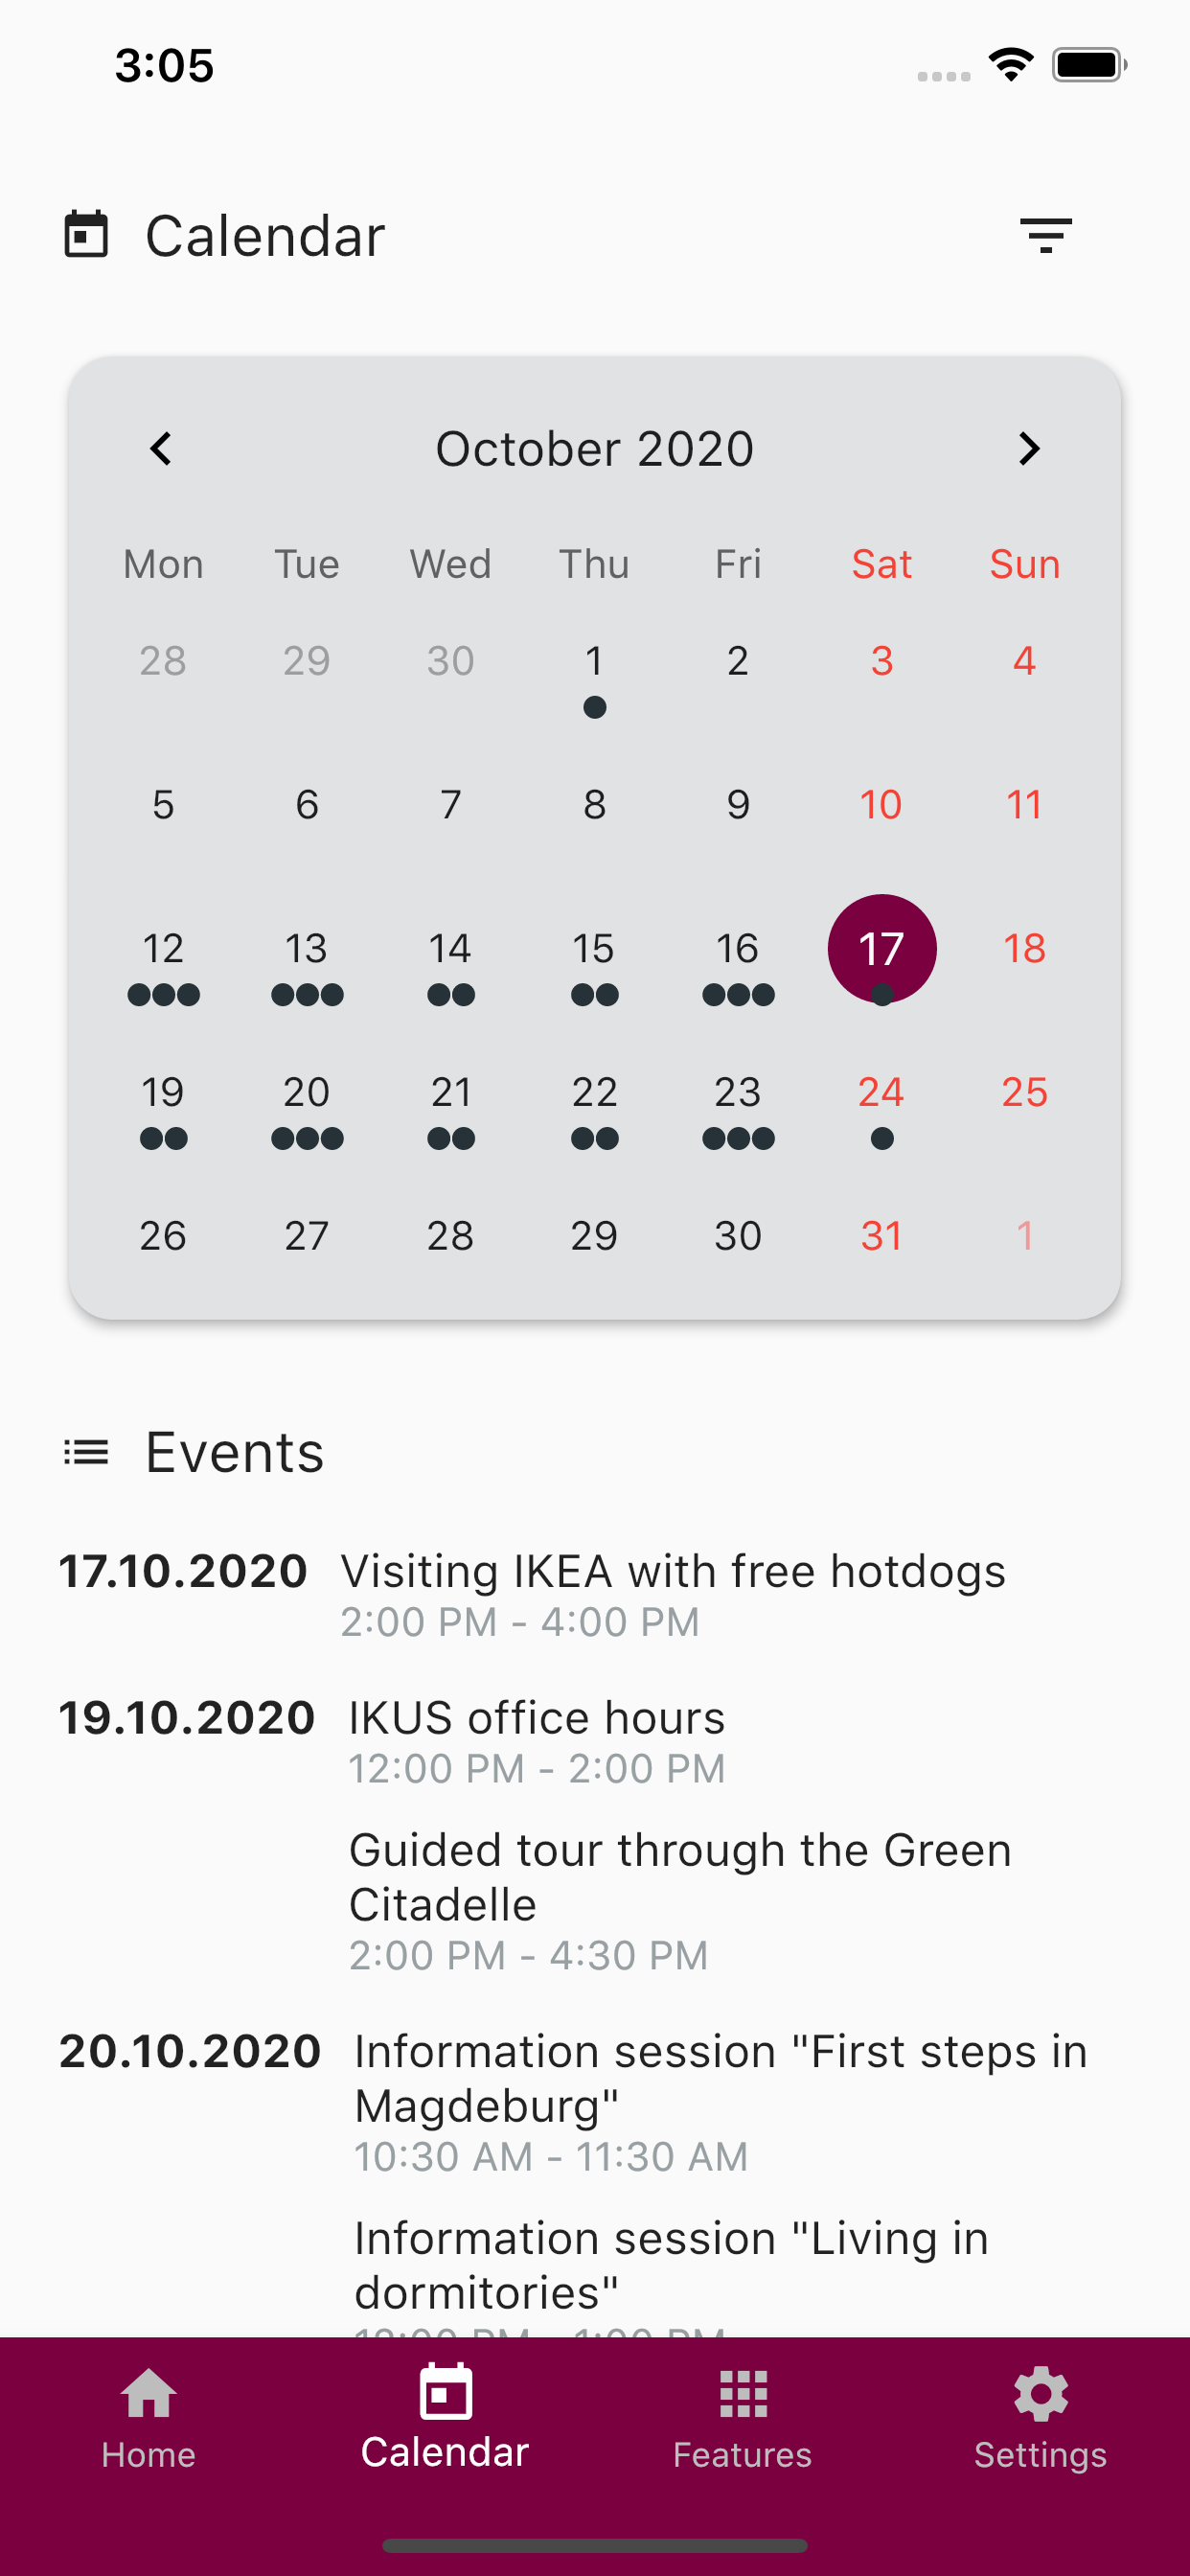 3:05
Calendar
October 2020
Mon Tue Wed Thu Fri Sat Sun
28 29 30 1 2 3 4
5 6 7 8 9 10 11
12 13 14 15 16 17 18
19 20 21 22 23 24 25
26 27 28 29 30 31 1
Events
17.10.2020 Visiting IKEA with free hotdogs
2:00 PM - 4:00 PM
19.10.2020 IKUS office hours
12:00 PM - 2:00 PM
Guided tour through the Green
Citadelle
2:00 PM - 4:30 PM
20.10.2020 Information session "First steps in
Magdeburg"
10:30 AM - 11:30 AM
Information session "Living in
dormitories"
Home Calendar Features Settings